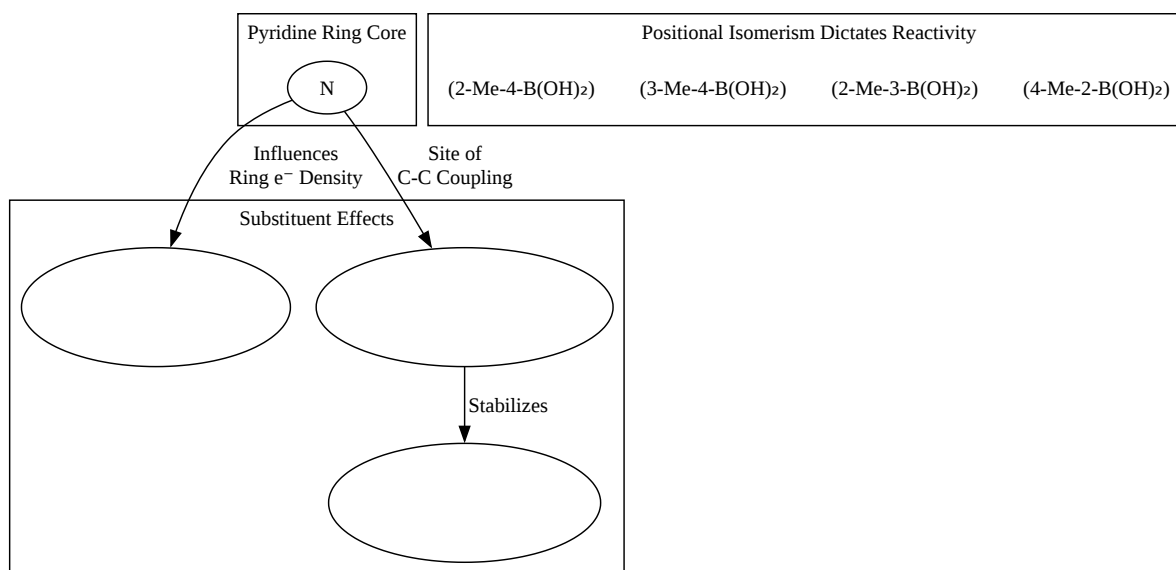 Pyridine Ring Core
N
Positional Isomerism Dictates Reactivity
(2-Me-4-B(OH)₂)
(3-Me-4-B(OH)₂)
(2-Me-3-B(OH)₂)
(4-Me-2-B(OH)₂)
Influences
Ring e⁻ Density
Site of
C-C Coupling
Substituent Effects
Stabilizes